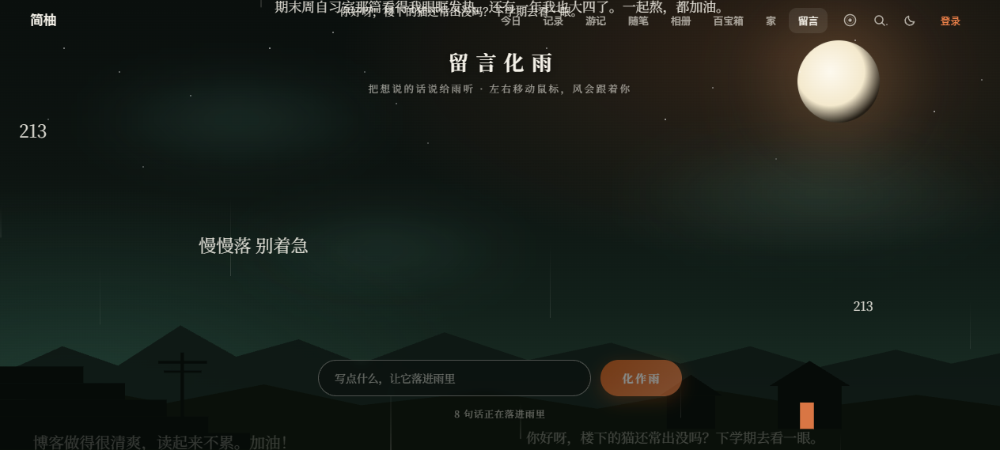 期末周自习室那篇看得我眼眶发热。还有一年我也大四了。一起熬，都加油。
你好呀，楼下的猫还常出没吗？下学期去看一眼。
简柚
今日 记录 游记 随笔 相册 百宝箱 家 留言 登录
留言化雨
把想说的话说给雨听 · 左右移动鼠标，风会跟着你
213
慢慢落 别着急
213
写点什么，让它落进雨里
化作雨
8 句话正在落进雨里
你好呀，楼下的猫还常出没吗？下学期去看一眼。
博客做得很清爽，读起来不累。加油！